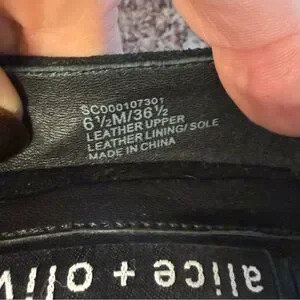 SC000107301
6½M/36½
LEATHER UPPER
LEATHER LINING/SOLE
MADE IN CHINA
alice + oliv